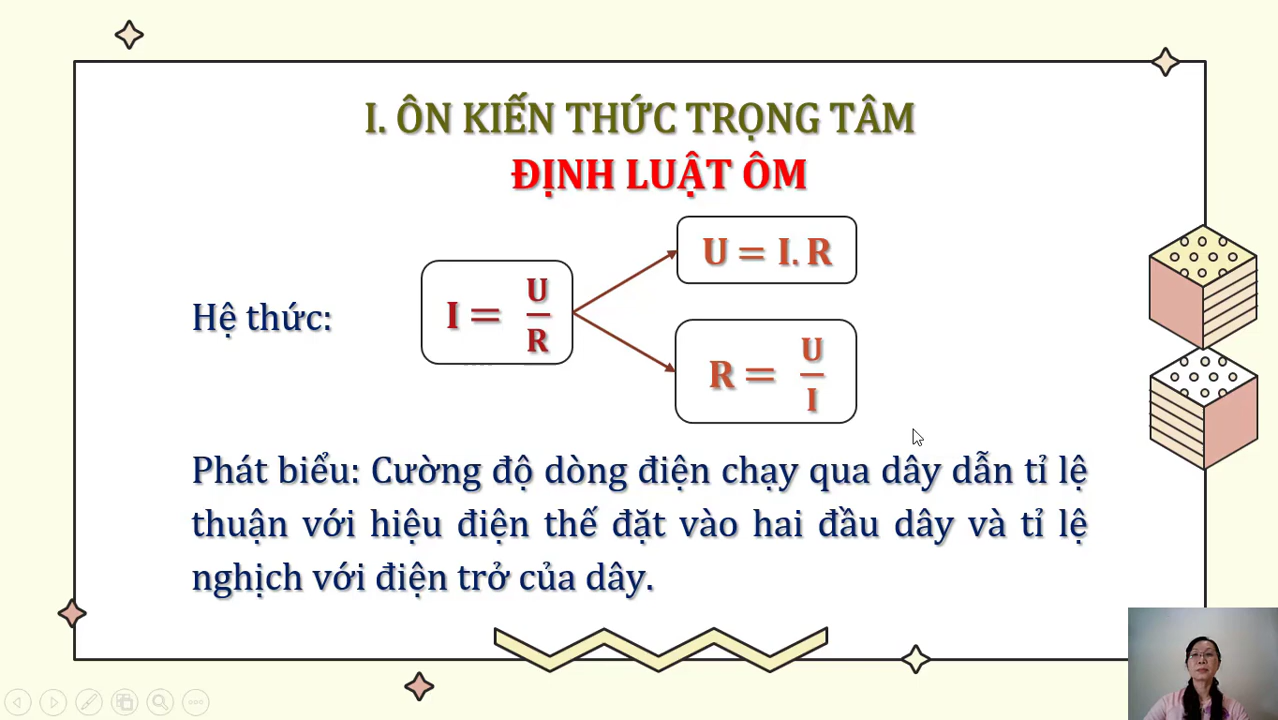 I. ÔN KIẾN THỨC TRỌNG TÂM
ĐỊNH LUẬT ÔM
Hệ thức:
I = U/R
U = I. R
R = U/I
Phát biểu: Cường độ dòng điện chạy qua dây dẫn tỉ lệ
thuận với hiệu điện thế đặt vào hai đầu dây và tỉ lệ
nghịch với điện trở của dây.